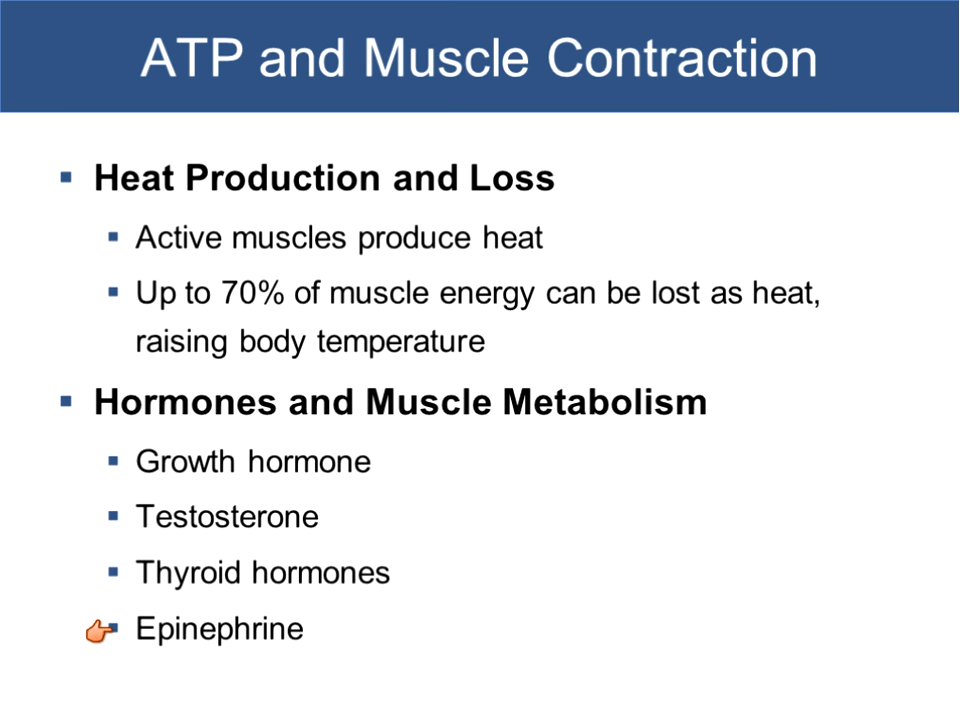 ATP and Muscle Contraction
Heat Production and Loss
Active muscles produce heat
Up to 70% of muscle energy can be lost as heat,
raising body temperature
Hormones and Muscle Metabolism
Growth hormone
Testosterone
Thyroid hormones
Epinephrine